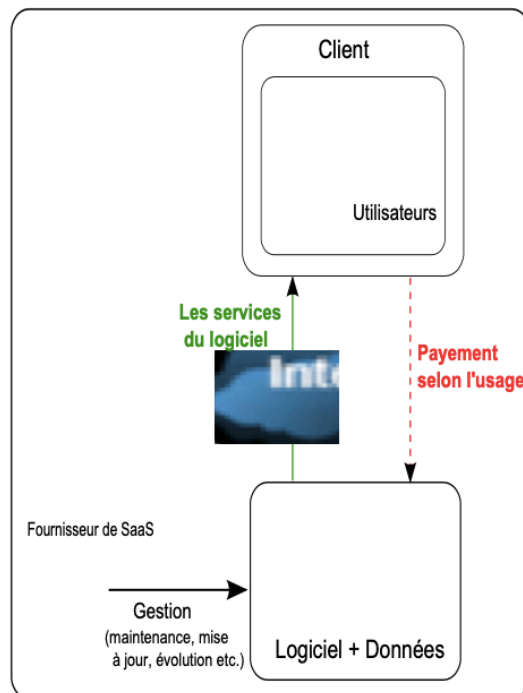 Client
Utilisateurs
Les services
du logiciel
Inte
Payement
selon l'usage
Fournisseur de SaaS
Gestion
(maintenance, mise
à jour, évolution etc.)
Logiciel + Données